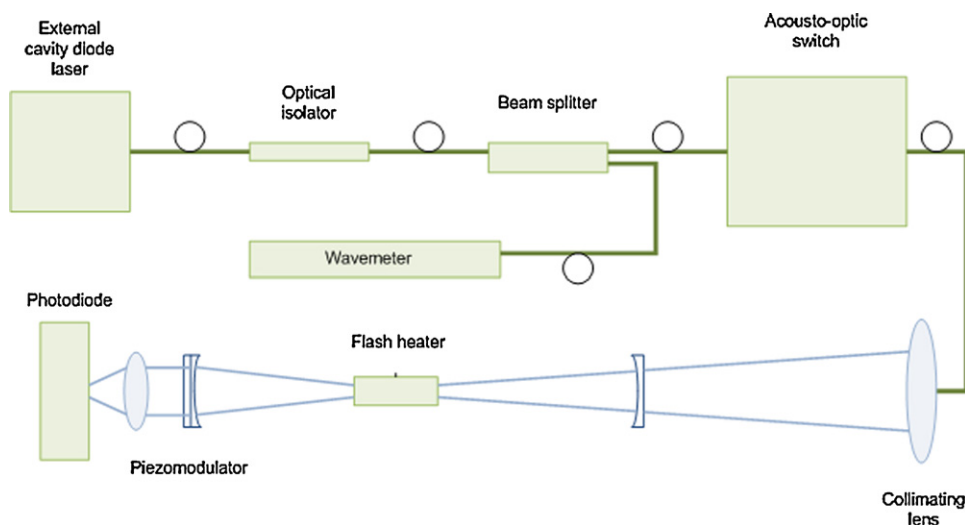 External
cavity diode
laser
Optical
isolator
Beam splitter
Acousto-optic
switch
Wavemeter
Photodiode
Flash heater
Piezomodulator
Collimating
lens